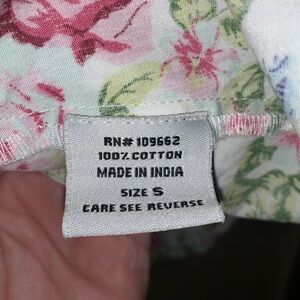 RN# 109662
100% COTTON
MADE IN INDIA
SIZE S
CARE SEE REVERSE